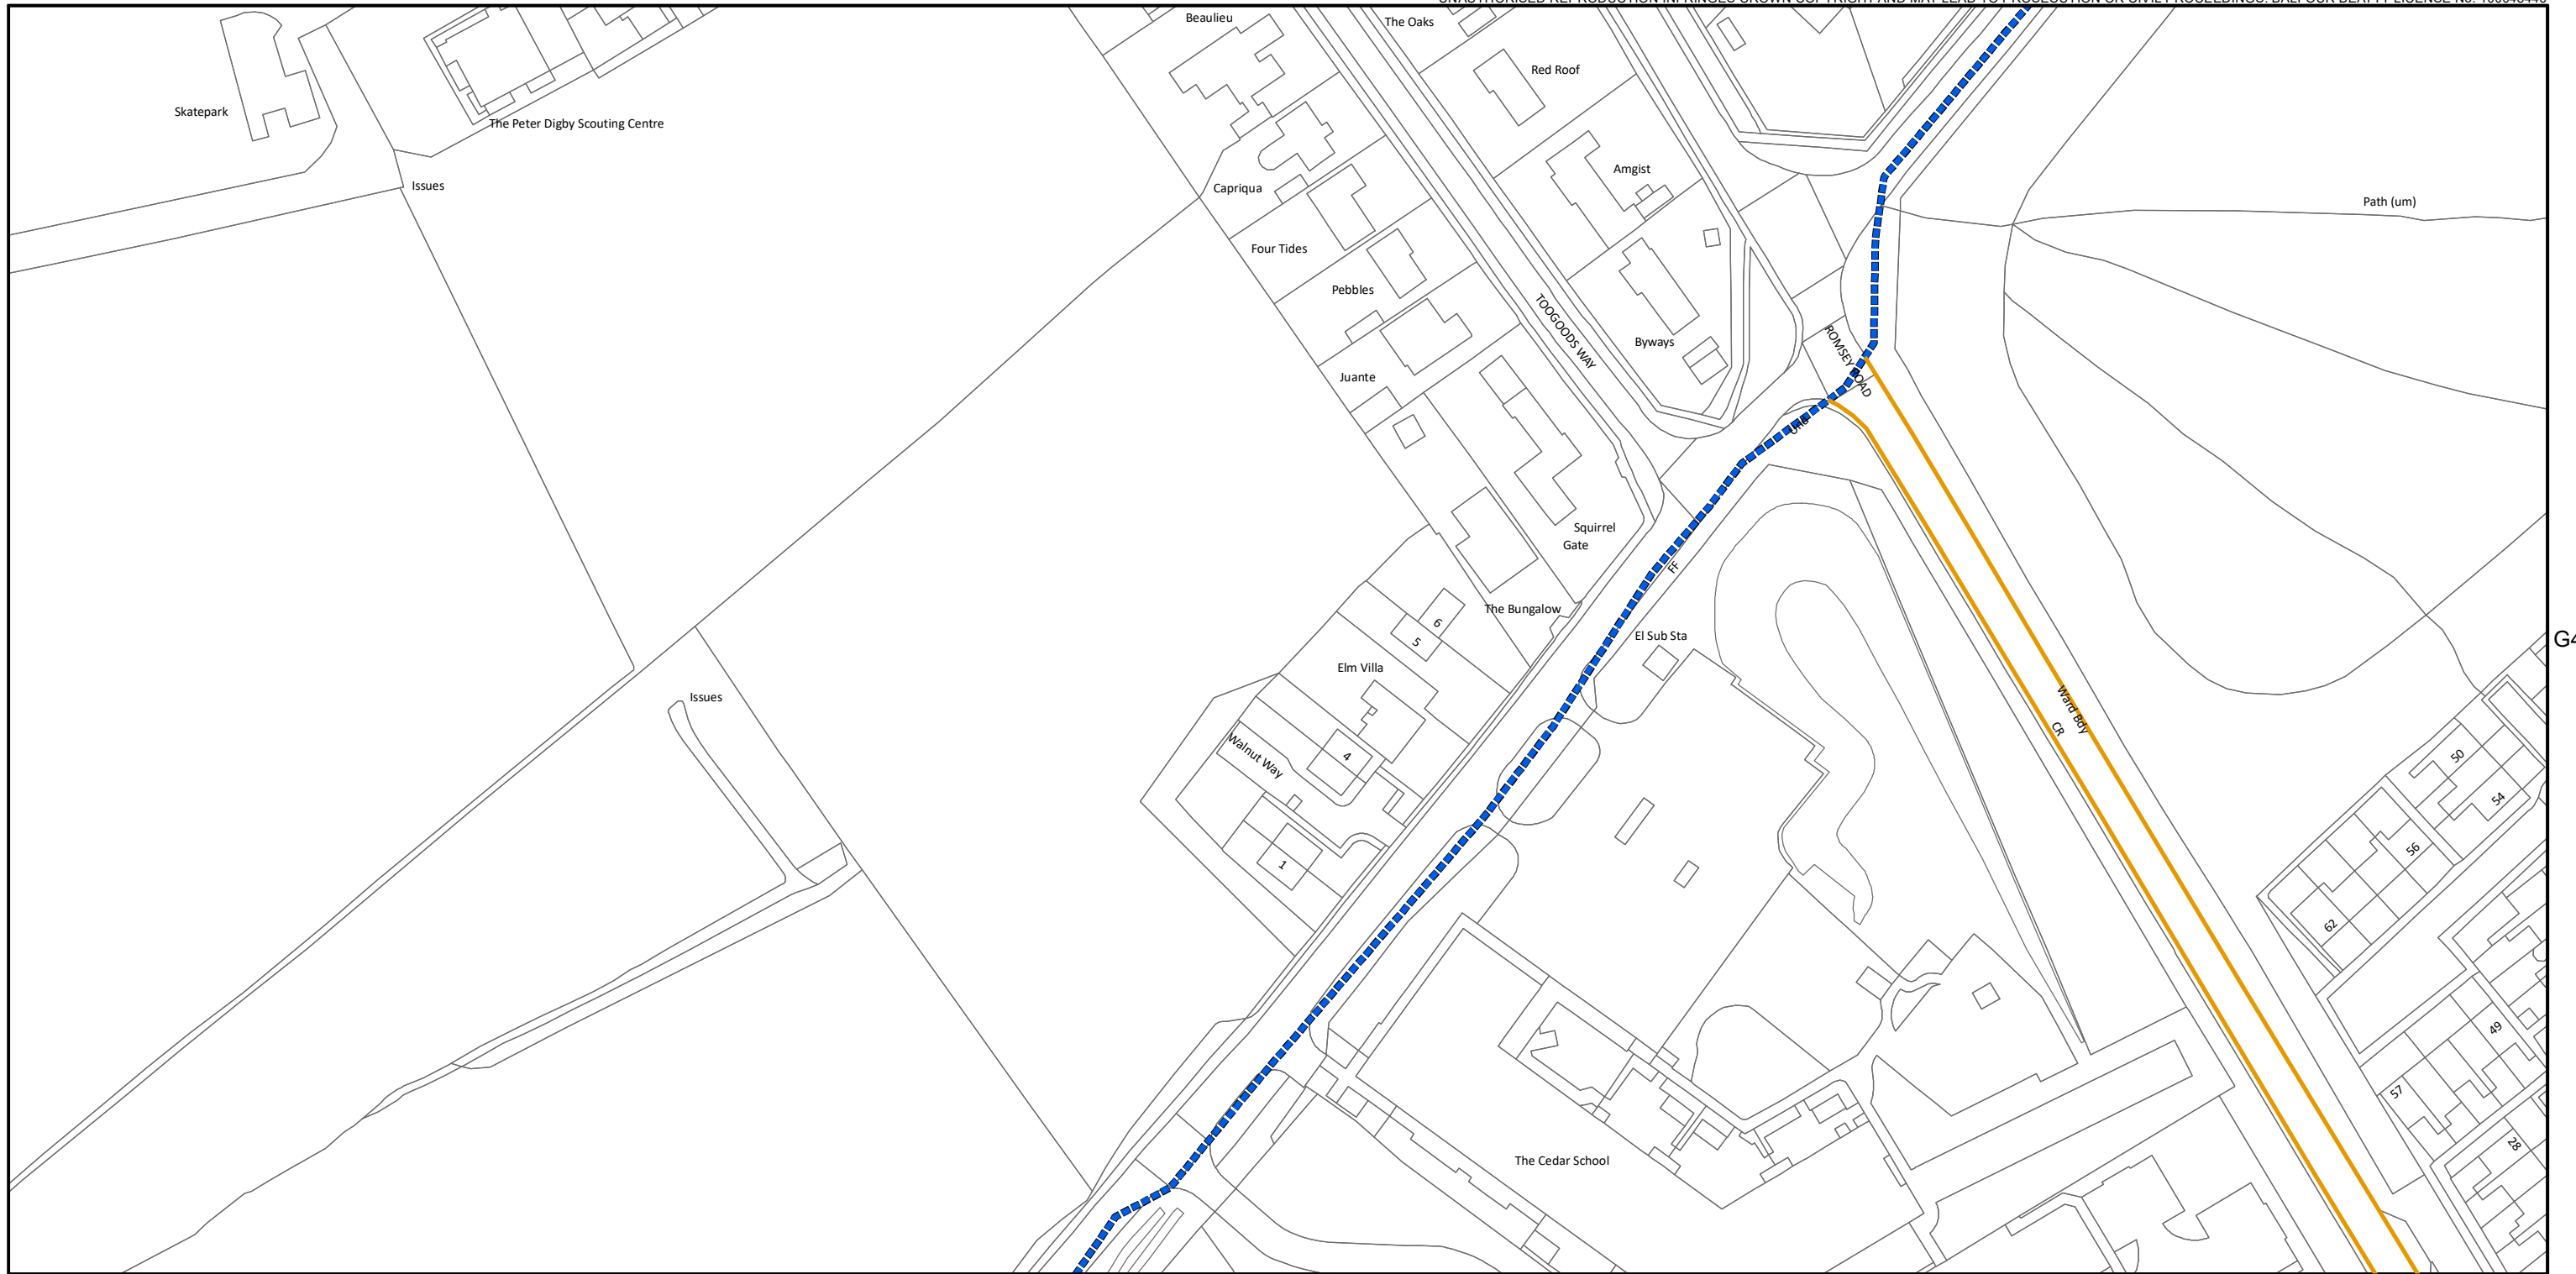 Beaulieu
The Oaks
Red Roof
Skatepark
The Peter Digby Scouting Centre
Amgist
Issues
Capriqua
Path (um)
Four Tides
Pebbles
TOOGOODS WAY
Byways
ROMSEY ROAD
Juante
Und
Squirrel
Gate
FF
The Bungalow
6
5
El Sub Sta
G4
Elm Villa
Issues
Ward Bdy
CR
Walnut Way
4
50
54
56
1
62
49
57
28
The Cedar School